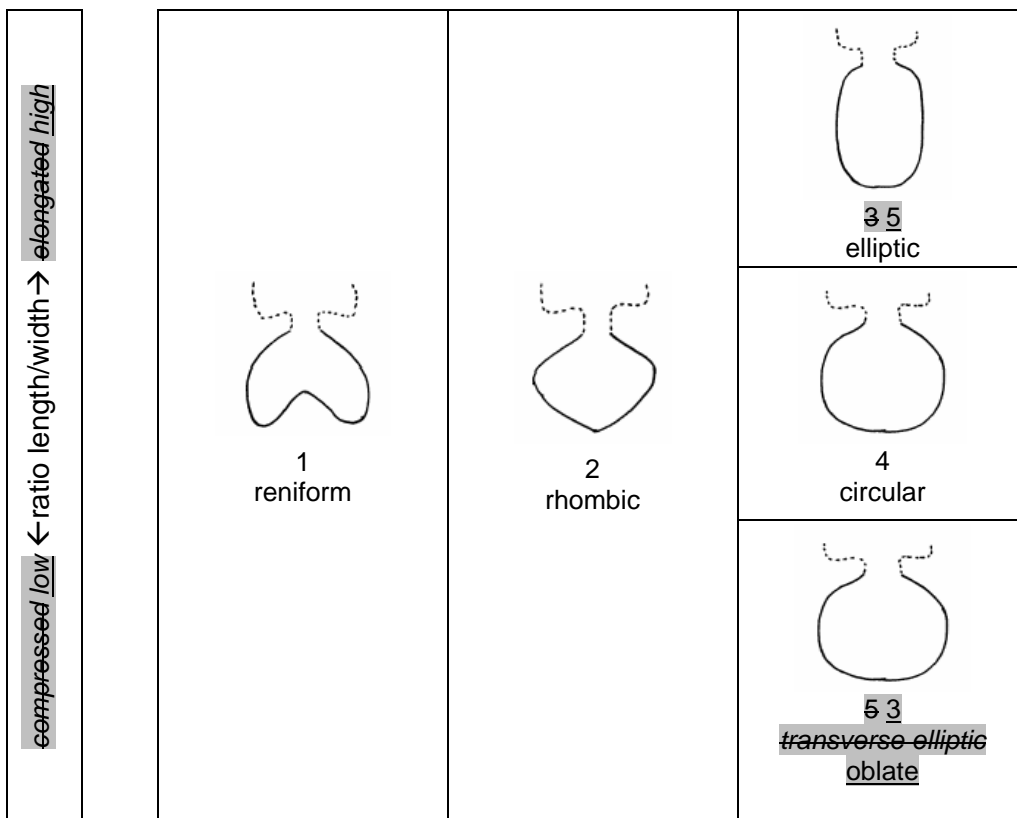 compressed low ←ratio length/width→ elongated high
1
reniform
2
rhombic
3 5
elliptic
4
circular
5 3
transverse elliptic
oblate